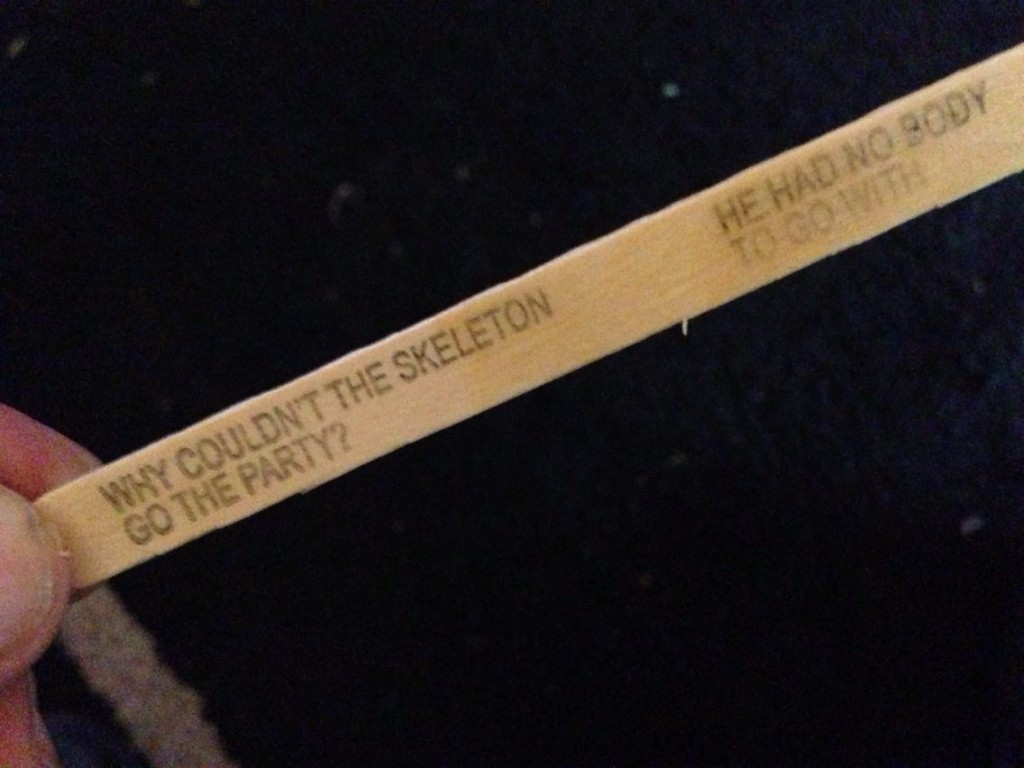 WHY COULDN'T THE SKELETON
GO THE PARTY?
HE HAD NO BODY
TO GO WITH